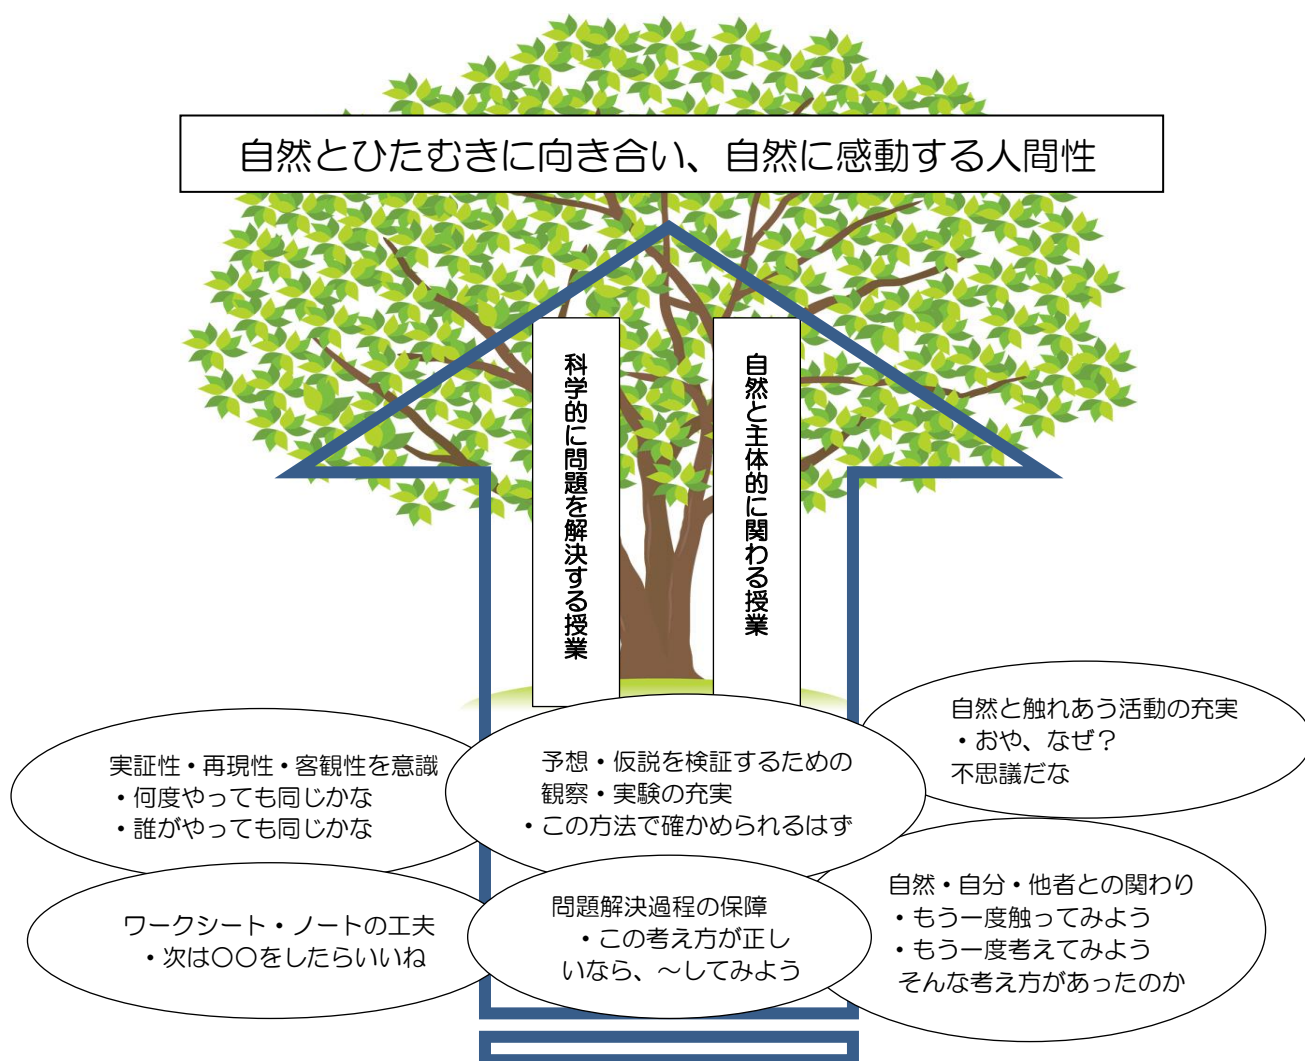 自然とひたむきに向き合い、自然に感動する人間性
科学的に問題を解決する授業
自然と主体的に関わる授業
自然と触れあう活動の充実
・おや、なぜ？
不思議だな
実証性・再現性・客観性を意識
・何度やっても同じかな
・誰がやっても同じかな
予想・仮説を検証するための
観察・実験の充実
・この方法で確かめられるはず
自然・自分・他者との関わり
・もう一度触ってみよう
・もう一度考えてみよう
そんな考え方があったのか
ワークシート・ノートの工夫
・次は〇〇をしたらいいね
問題解決過程の保障
・この考え方が正し
いなら、～してみよう